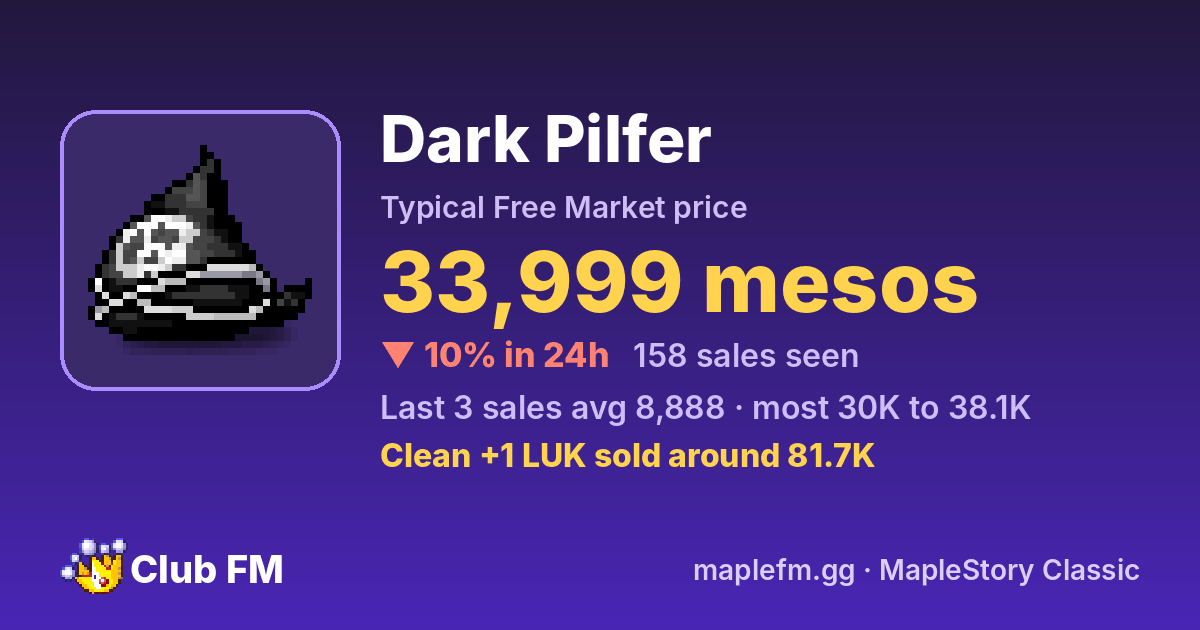 Dark Pilfer
Typical Free Market price
33,999 mesos
▼ 10% in 24h 158 sales seen
Last 3 sales avg 8,888 · most 30K to 38.1K
Clean +1 LUK sold around 81.7K
Club FM
maplefm.gg · MapleStory Classic